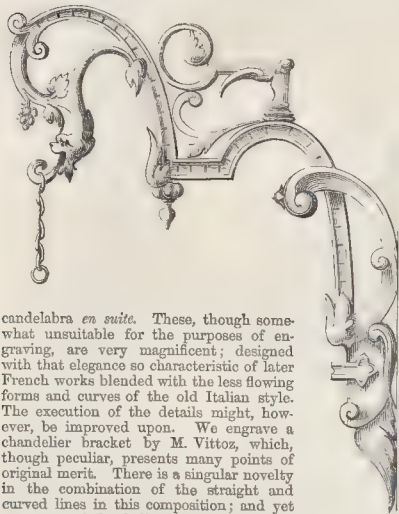 candelabra en suite. These, though some-
what unsuitable for the purposes of en-
graving, are very magnificent; designed
with that elegance so characteristic of later
French works blended with the less flowing
forms and curves of the old Italian style.
The execution of the details might, how-
ever, be improved upon. We engrave a
chandelier bracket by M. Vittoz, which,
though peculiar, presents many points of
original merit. There is a singular novelty
in the combination of the straight and
curved lines in this composition; and yet